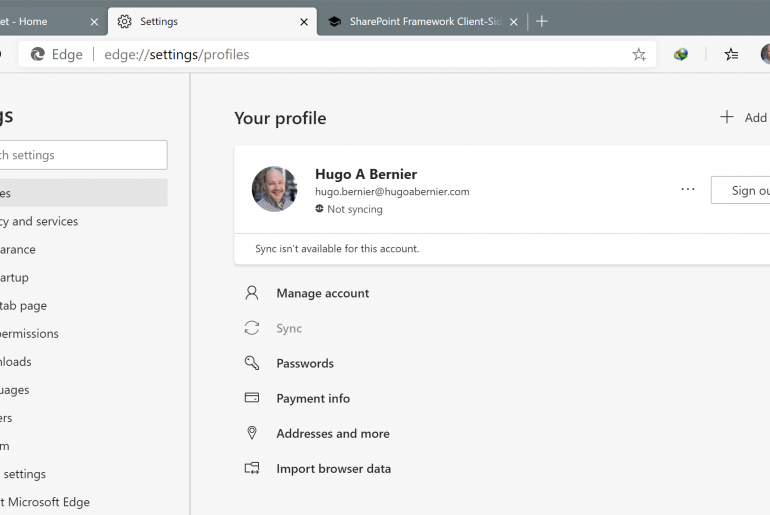 et - Home
Settings
SharePoint Framework Client-Sid
Edge
edge://settings/profiles
gs
ch settings
es
cy and services
arance
artup
tab page
permissions
nloads
uages
ers
m
settings
t Microsoft Edge
Your profile
Add
Hugo A Bernier
hugo.bernier@hugoabernier.com
Not syncing
Sign ou
Sync isn't available for this account.
Manage account
Sync
Passwords
Payment info
Addresses and more
Import browser data